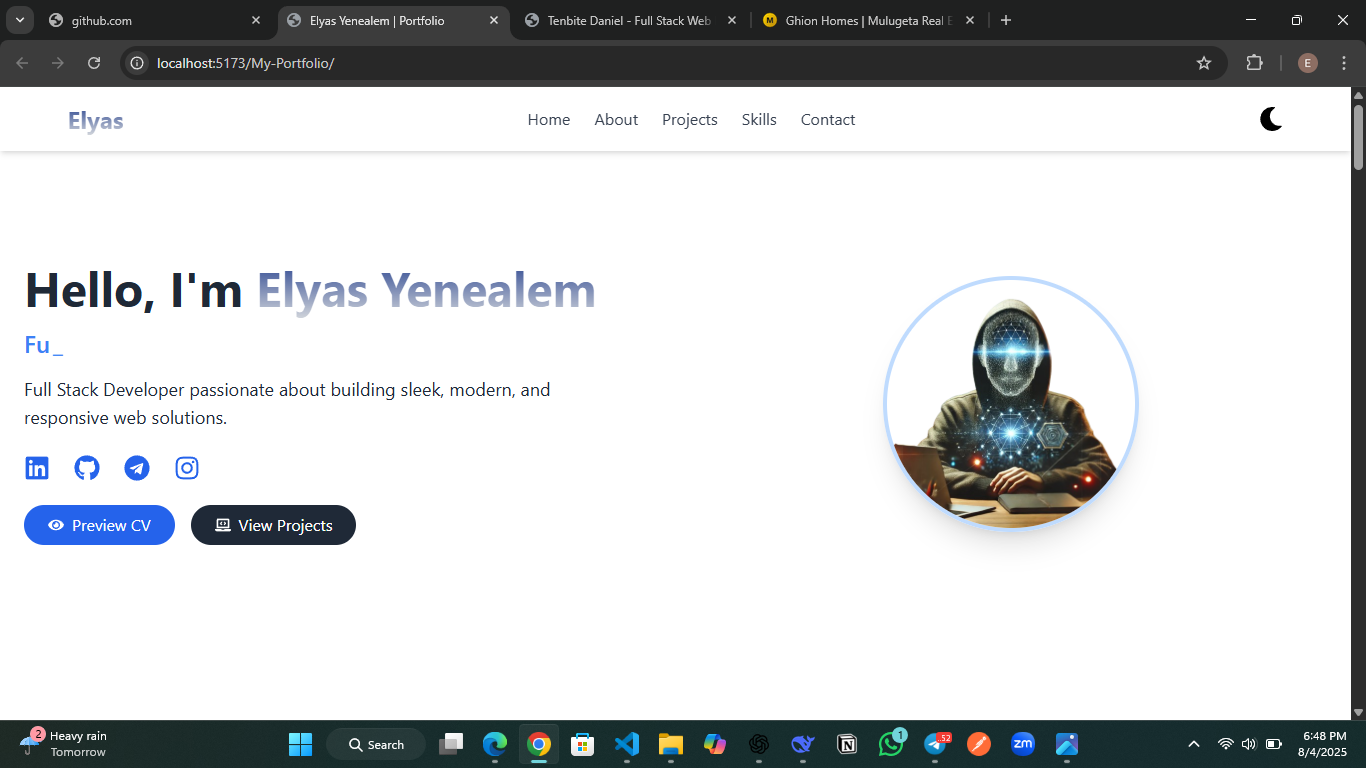 github.com
Elyas Yenealem | Portfolio
Tenbite Daniel - Full Stack Web
Ghion Homes | Mulugeta Real E
localhost:5173/My-Portfolio/
E
Elyas
Home
About
Projects
Skills
Contact
Hello, I'm Elyas Yenealem
Fu_
Full Stack Developer passionate about building sleek, modern, and
responsive web solutions.
Preview CV
View Projects
2
Heavy rain
Tomorrow
Search
1
.52
zm
6:48 PM
8/4/2025